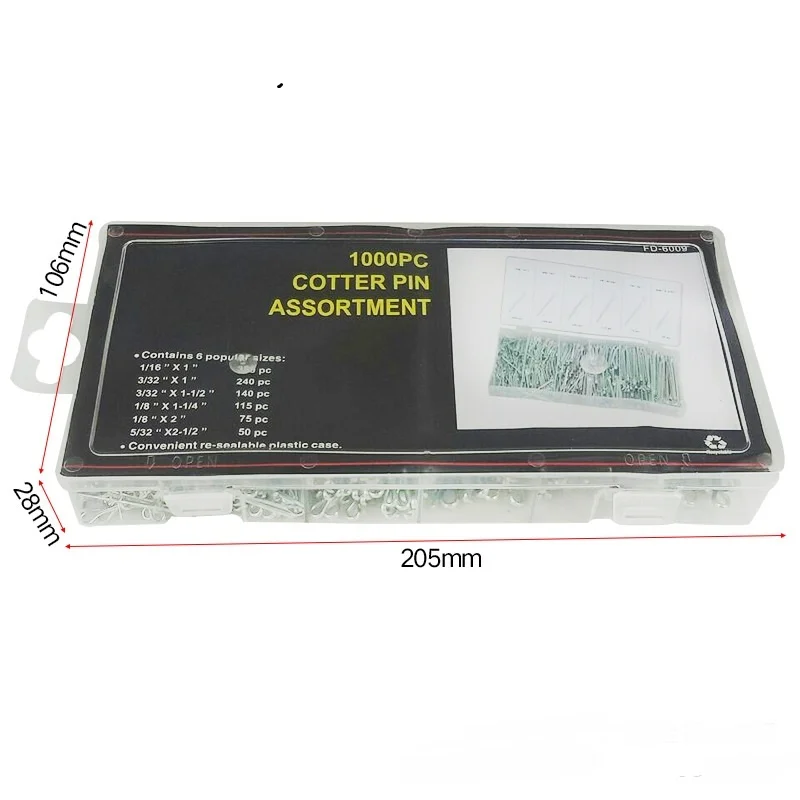 1000PC
COTTER PIN
ASSORTMENT
FD-6009
• Contains 6 popular sizes:
1/16 " X 1 "
3/32 " X 1 " 240 pc
3/32 " X 1-1/2 " 140 pc
1/8 " X 1-1/4 " 115 pc
1/8 " X 2 " 75 pc
5/32 " X2-1/2 " 50 pc
• Convenient re-sealable plastic case.
OPEN OPEN
106mm
28mm
205mm